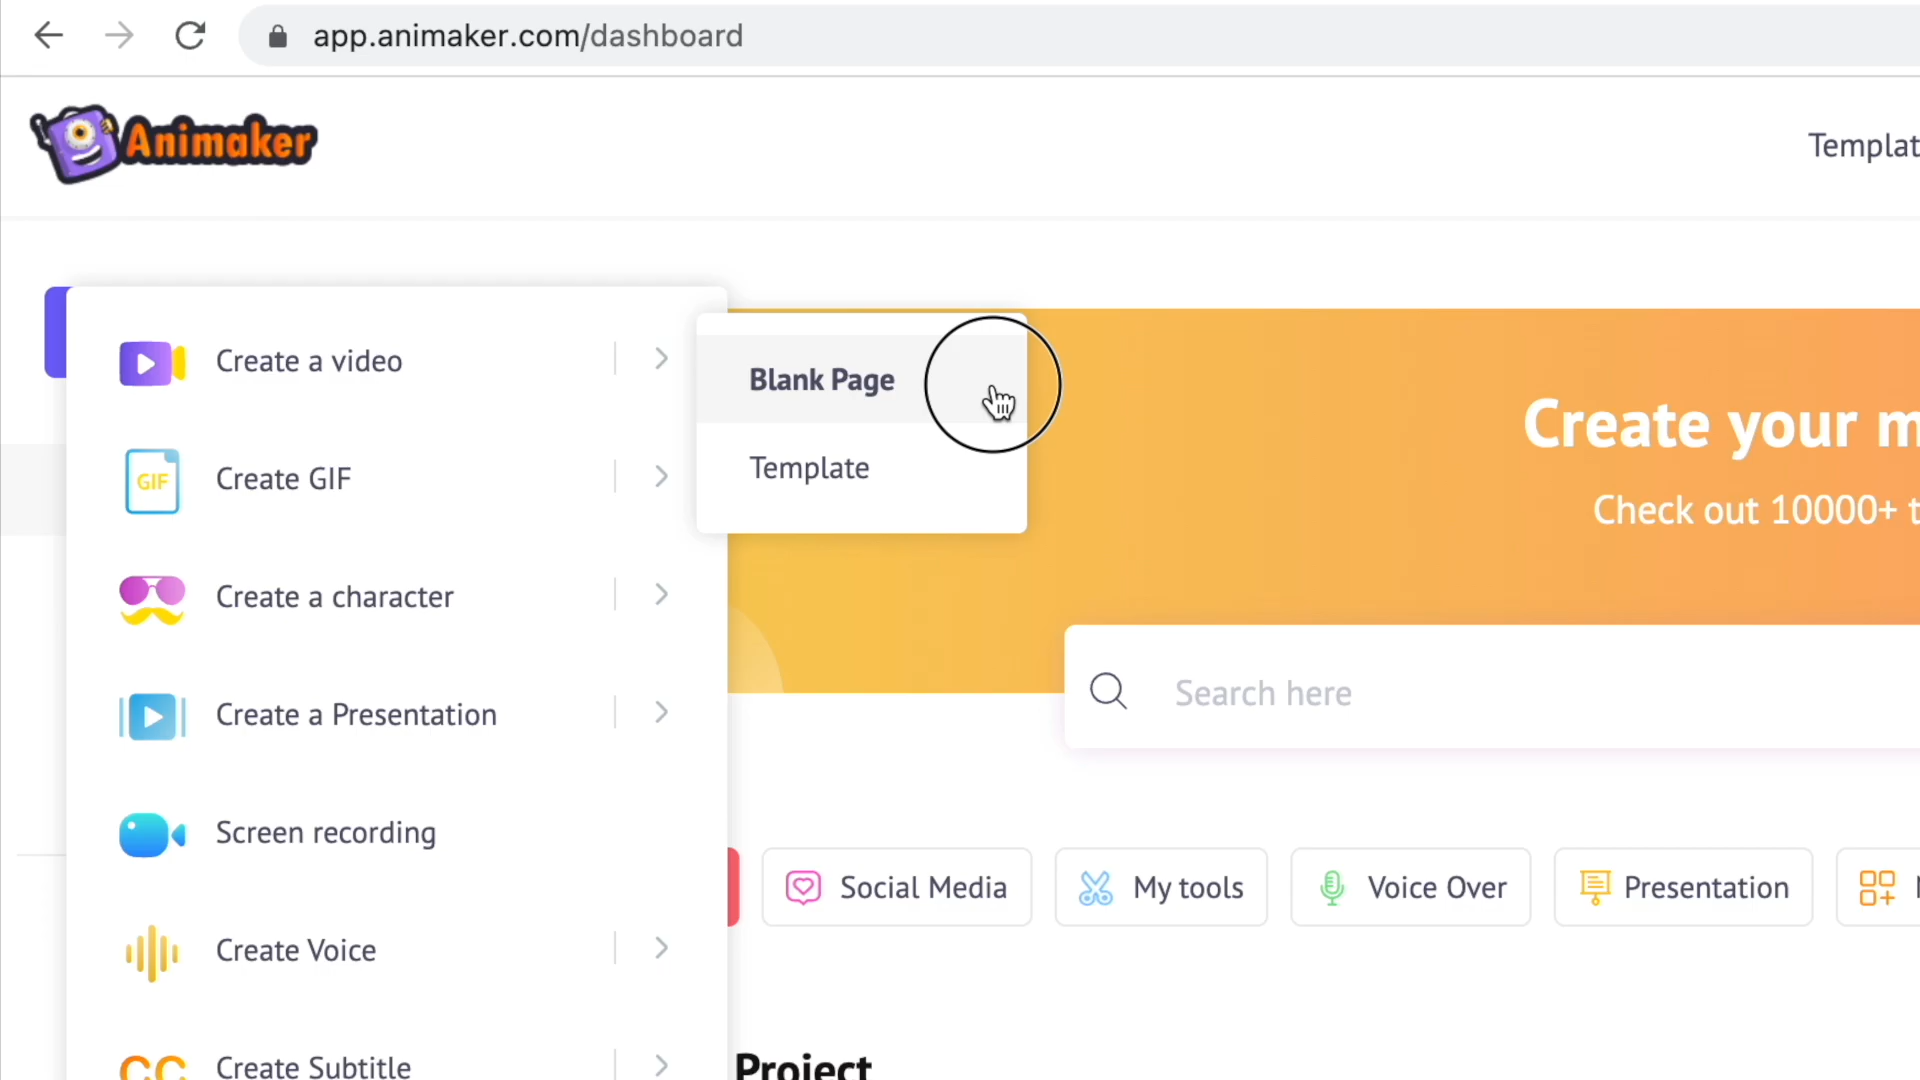 app.animaker.com/dashboard
Animaker
Templat
Create a video
Blank Page
Create your m
Template
Create GIF
GIF
Check out 10000+ t
Create a character
Search here
Create a Presentation
Screen recording
Social Media
My tools
Voice Over
Presentation
Create Voice
CC
Create Subtitle
Project